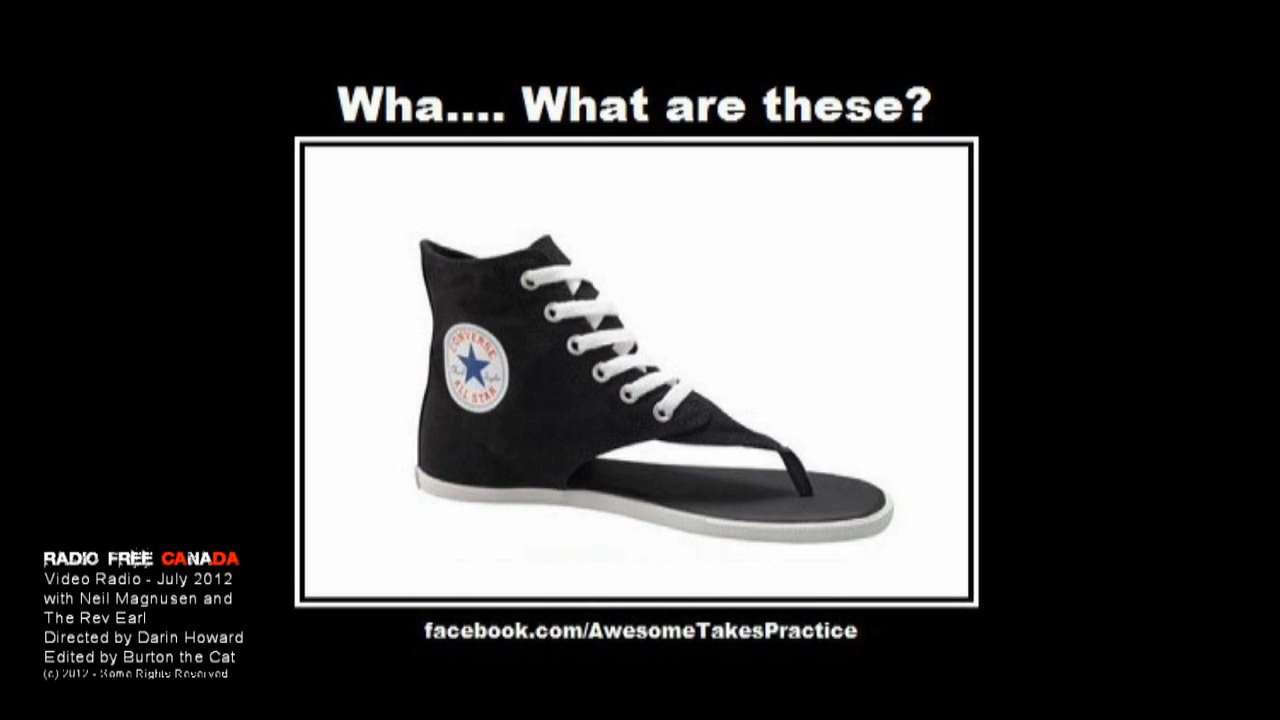 Wha.... What are these?
CONVERSE
ALL STAR
RADIO FREE CANADA
Video Radio - July 2012
with Neil Magnusen and
The Rev Earl
Directed by Darin Howard
Edited by Burton the Cat
(c) 2012 - Some Rights Reserved
facebook.com/AwesomeTakesPractice